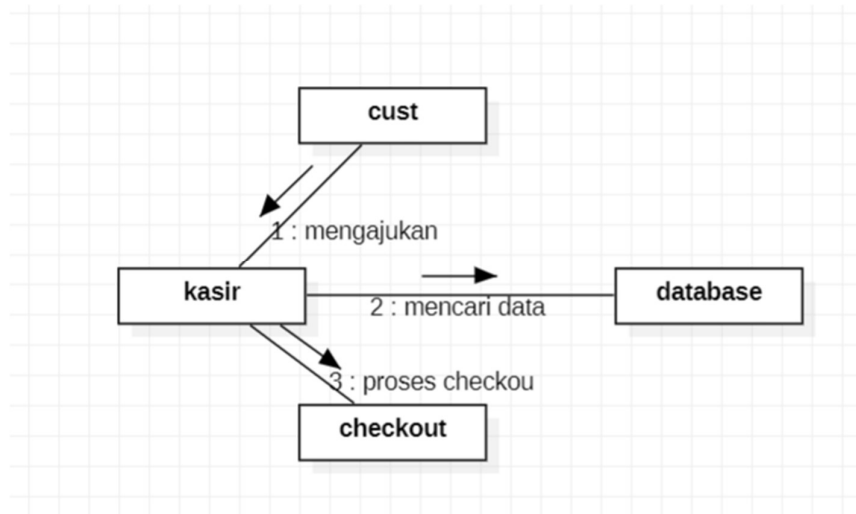 cust
1 : mengajukan
kasir
database
2 : mencari data
3 : proses checkou
checkout